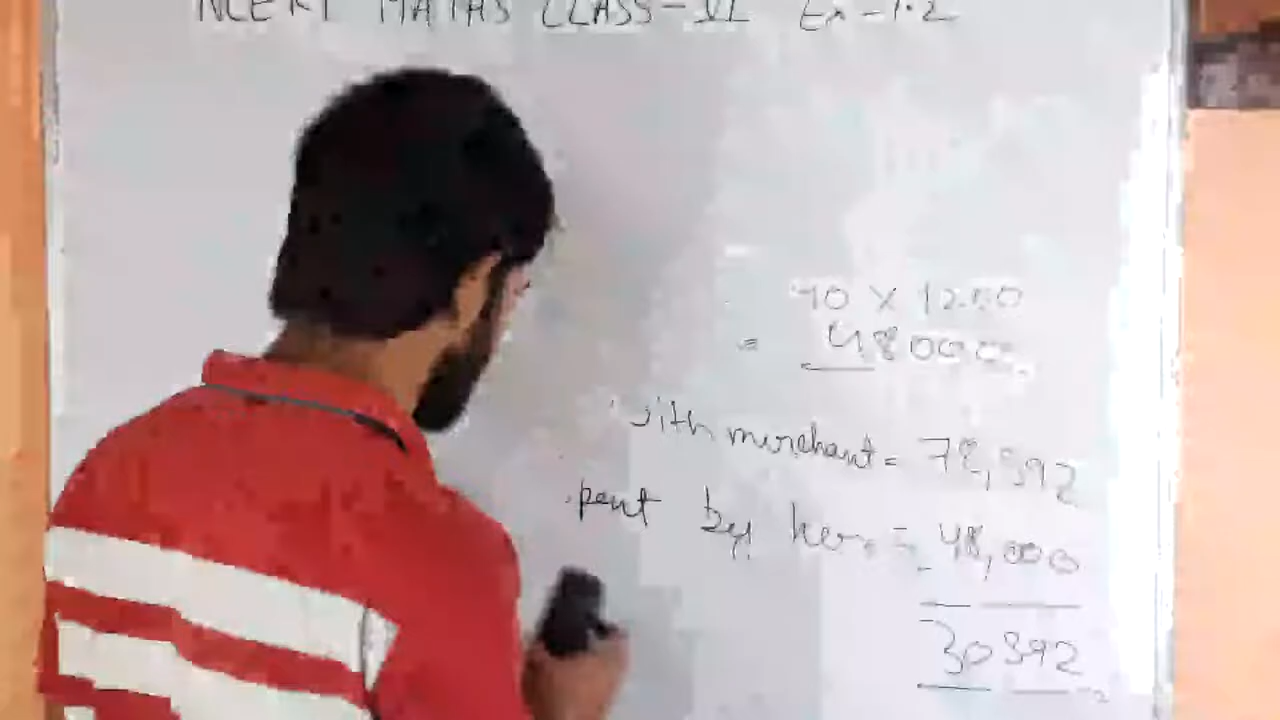 NCERT MATHS CLASS-VI Ex-1.2
40 X 1200
= 48000
with merchant = 78,592
spent by her. = 48,000
30592